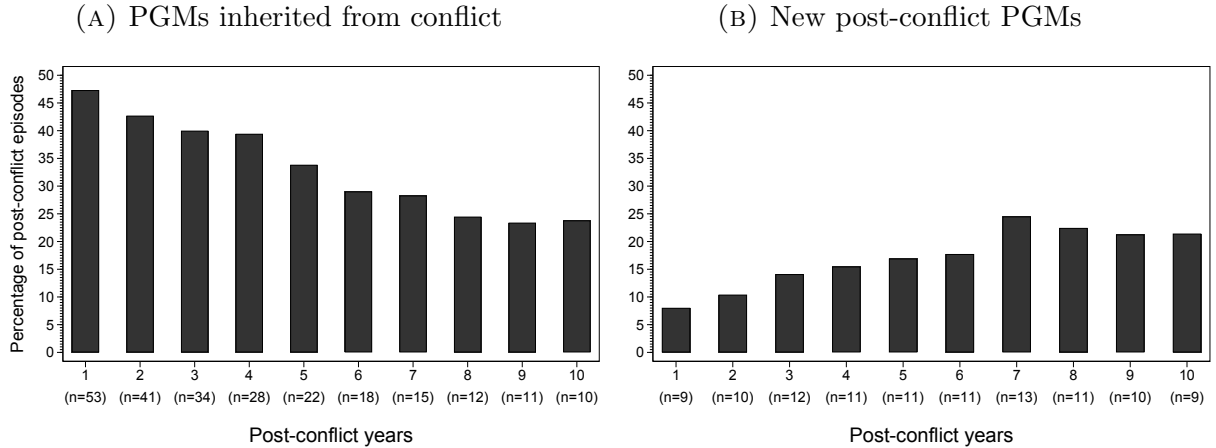 (A) PGMs inherited from conflict
Percentage of post-conflict episodes
50
45
40
35
30
25
20
15
10
5
0
1 2 3 4 5 6 7 8 9 10
(n=53) (n=41) (n=34) (n=28) (n=22) (n=18) (n=15) (n=12) (n=11) (n=10)
Post-conflict years
(B) New post-conflict PGMs
50
45
40
35
30
25
20
15
10
5
0
1 2 3 4 5 6 7 8 9 10
(n=9) (n=10) (n=12) (n=11) (n=11) (n=11) (n=13) (n=11) (n=10) (n=9)
Post-conflict years